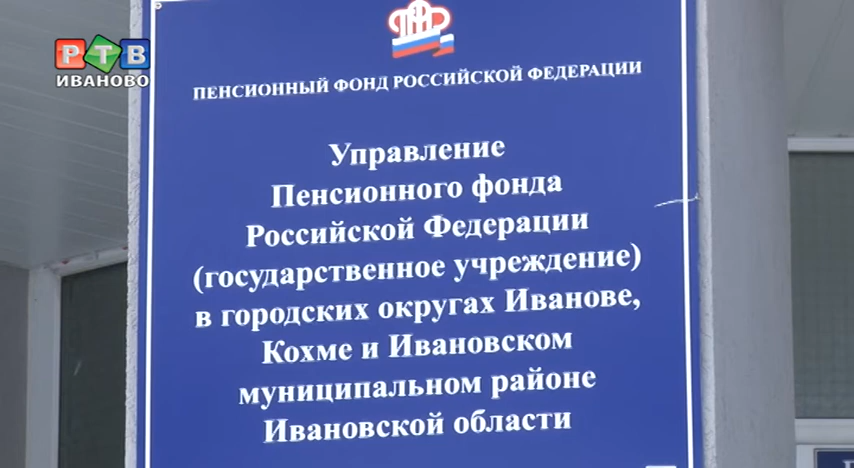 РТВ
ИВАНОВО
ПЕНСИОННЫЙ ФОНД РОССИЙСКОЙ ФЕДЕРАЦИИ
Управление
Пенсионного фонда
Российской Федерации
(государственное учреждение)
в городских округах Иванове,
Кохме и Ивановском
муниципальном районе
Ивановской области